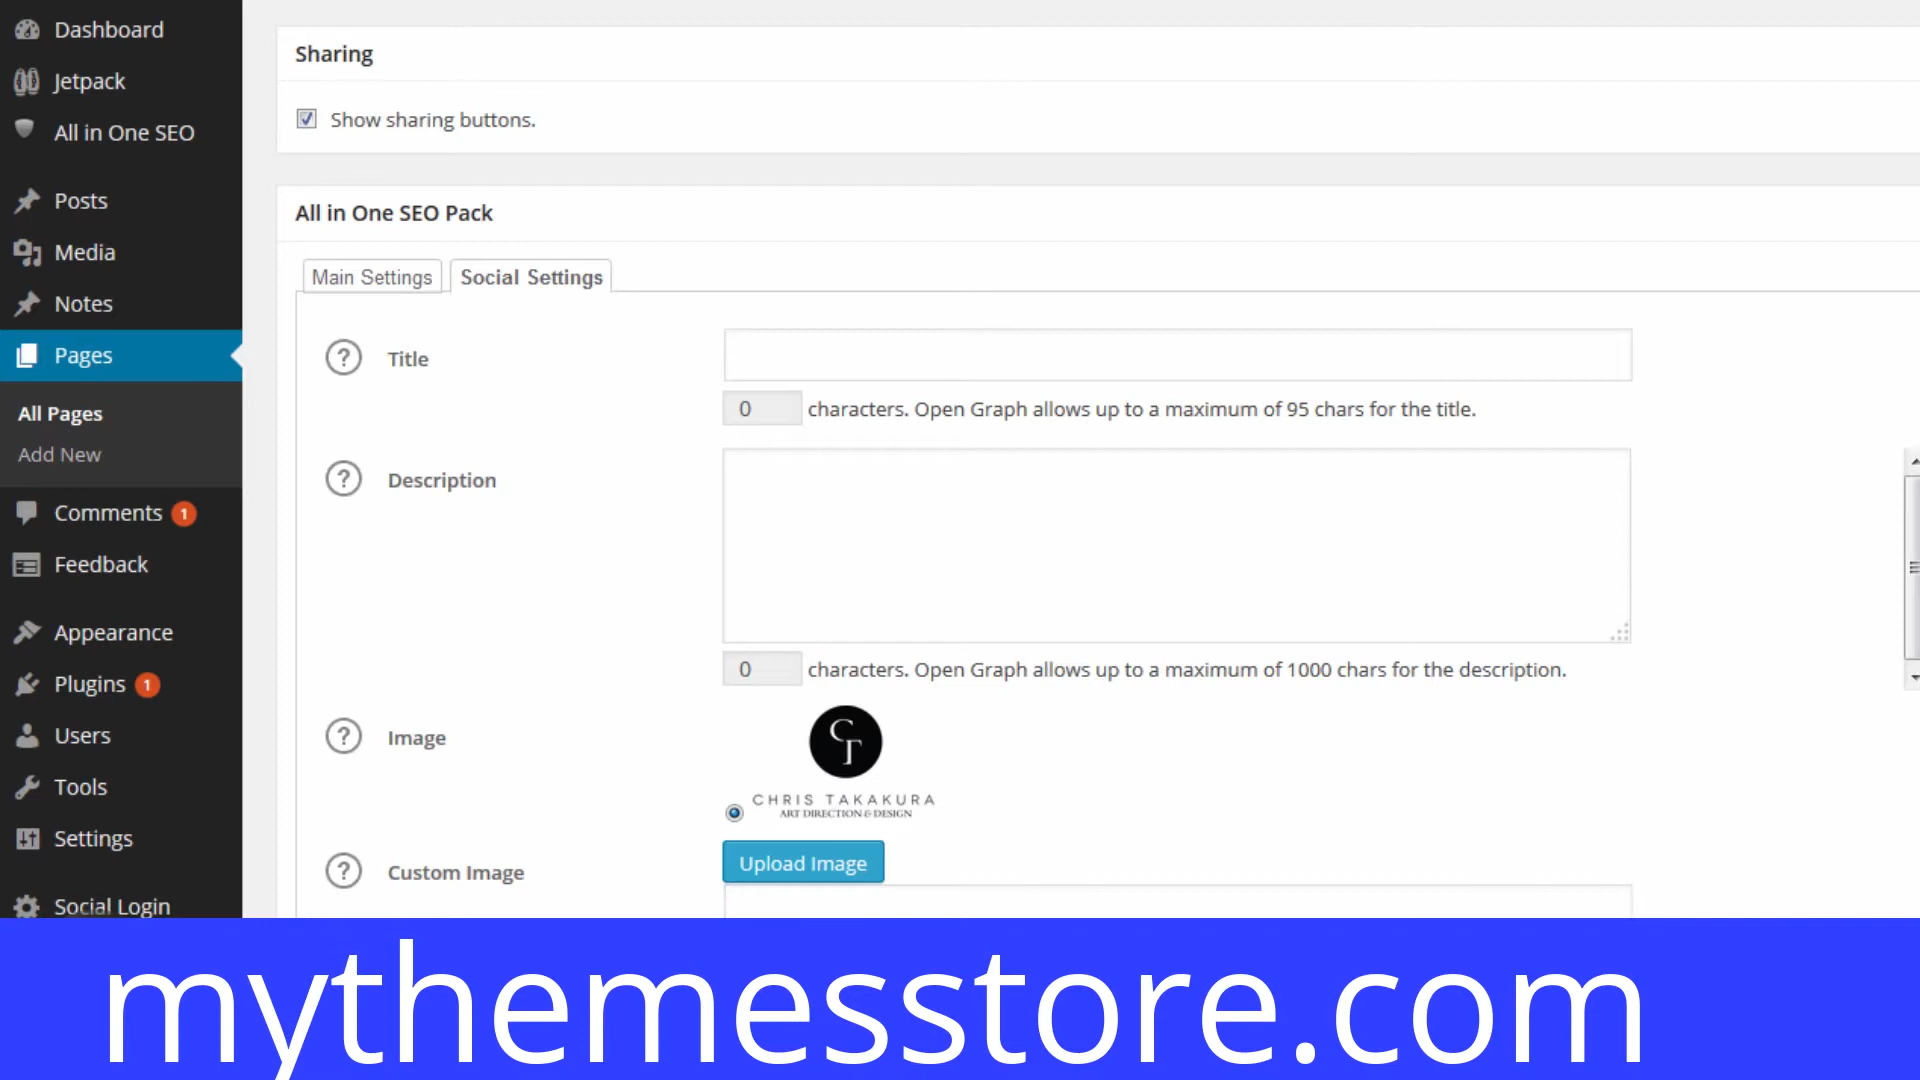 Dashboard
Jetpack
All in One SEO
Posts
Media
Notes
Pages
All Pages
Add New
Comments 1
Feedback
Appearance
Plugins 1
Users
Tools
Settings
Social Login
Sharing
Show sharing buttons.
All in One SEO Pack
Main Settings Social Settings
? Title
0 characters. Open Graph allows up to a maximum of 95 chars for the title.
? Description
0 characters. Open Graph allows up to a maximum of 1000 chars for the description.
? Image
CT
CHRIS TAKAKURA
ART DIRECTION & DESIGN
? Custom Image
Upload Image
mythemesstore.com